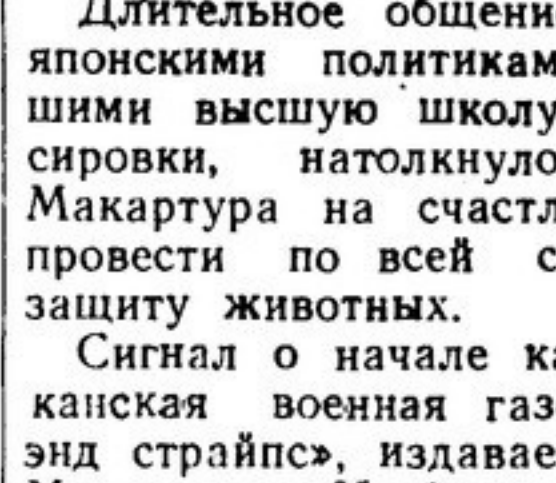 Длительное общени
японскими политикам
шими высшую школу
сировки, натолкнуло
Макартура на счастл
провести по всей с
защиту животных.
Сигнал о начале ка
канская военная газ
энд страйпс», издавае